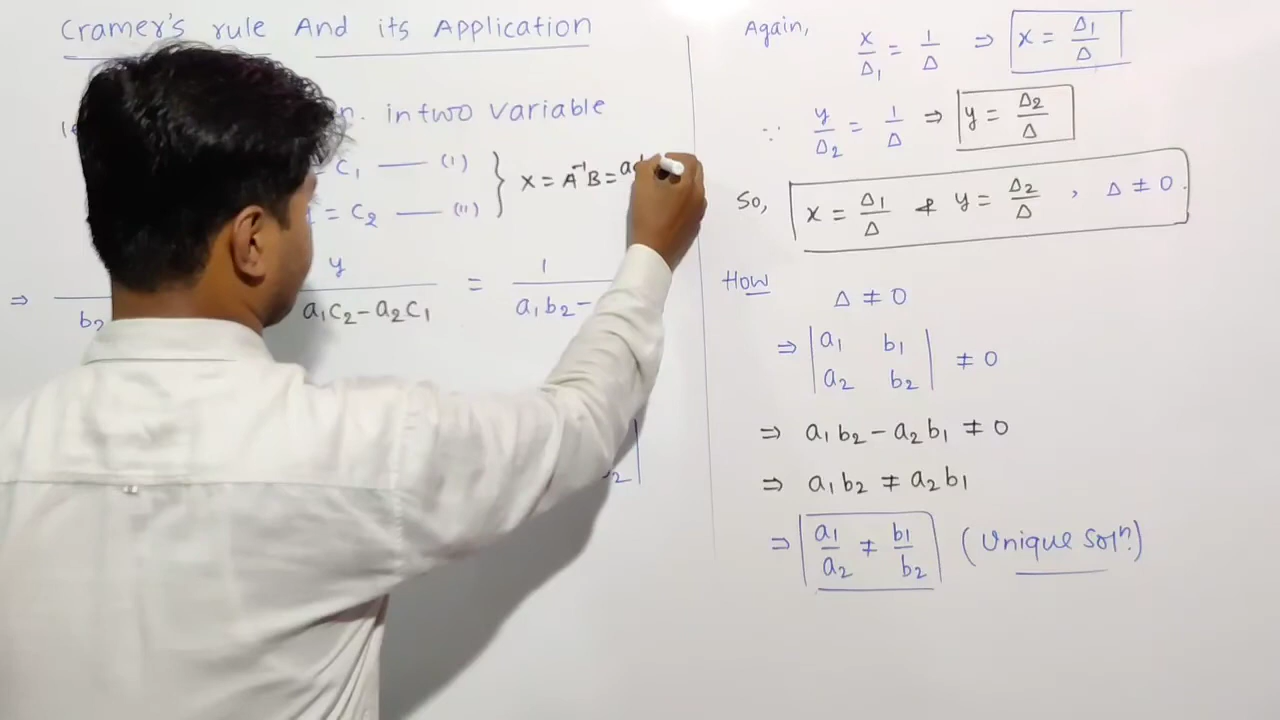 Cramer's rule And its Application
n. in two variable
C₁ —— (I)
= C₂ —— (II)
} X = A⁻¹B = a
⇒ b₂
y / a₁c₂ - a₂c₁ = 1 / a₁b₂ -
₂ |
Again, x/Δ₁ = 1/Δ ⇒ x = Δ₁/Δ
∵ y/Δ₂ = 1/Δ ⇒ y = Δ₂/Δ
So, x = Δ₁/Δ & y = Δ₂/Δ , Δ ≠ 0.
How
Δ ≠ 0
⇒ | a₁ b₁ |
| a₂ b₂ | ≠ 0
⇒ a₁b₂ - a₂b₁ ≠ 0
⇒ a₁b₂ ≠ a₂b₁
⇒ a₁/a₂ ≠ b₁/b₂ (Unique Solⁿ.)